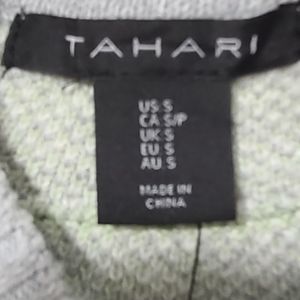 TAHARI
US:S
CA:S/P
UK:S
EU:S
AU:S
MADE IN
CHINA